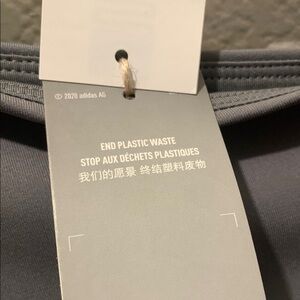 © 2020 adidas AG
END PLASTIC WASTE
STOP AUX DÉCHETS PLASTIQUES
我们的愿景 终结塑料废物